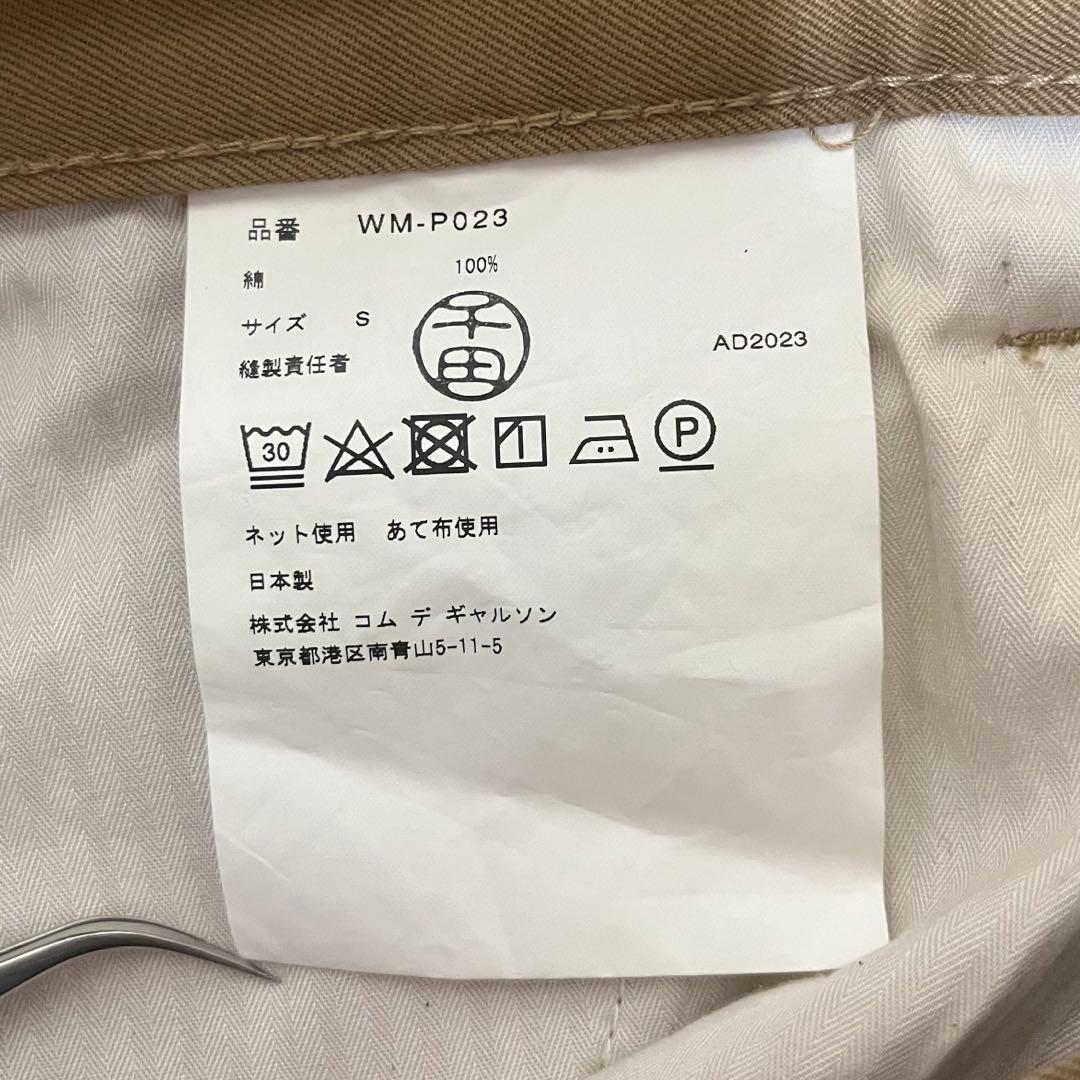 品番 WM-P023
綿 100%
サイズ S
千田
AD2023
縫製責任者
30
P
ネット使用 あて布使用
日本製
株式会社 コム デ ギャルソン
東京都港区南青山5-11-5